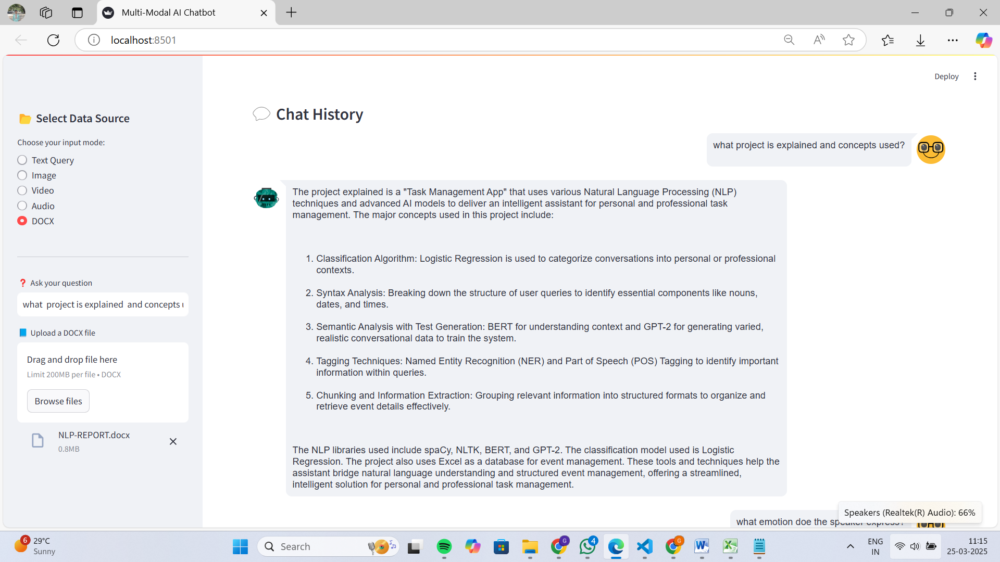 Multi-Modal AI Chatbot
localhost:8501
Deploy
Select Data Source
Choose your input mode:
Text Query
Image
Video
Audio
DOCX
Ask your question
what  project is explained  and concepts
Upload a DOCX file
Drag and drop file here
Limit 200MB per file • DOCX
Browse files
NLP-REPORT.docx
0.8MB
Chat History
what project is explained and concepts used?
The project explained is a "Task Management App" that uses various Natural Language Processing (NLP)
techniques and advanced AI models to deliver an intelligent assistant for personal and professional task
management. The major concepts used in this project include:
1. Classification Algorithm: Logistic Regression is used to categorize conversations into personal or professional
contexts.
2. Syntax Analysis: Breaking down the structure of user queries to identify essential components like nouns,
dates, and times.
3. Semantic Analysis with Test Generation: BERT for understanding context and GPT-2 for generating varied,
realistic conversational data to train the system.
4. Tagging Techniques: Named Entity Recognition (NER) and Part of Speech (POS) Tagging to identify important
information within queries.
5. Chunking and Information Extraction: Grouping relevant information into structured formats to organize and
retrieve event details effectively.
The NLP libraries used include spaCy, NLTK, BERT, and GPT-2. The classification model used is Logistic
Regression. The project also uses Excel as a database for event management. These tools and techniques help the
assistant bridge natural language understanding and structured event management, offering a streamlined,
intelligent solution for personal and professional task management.
Speakers (Realtek(R) Audio): 66%
what emotion doe the speaker express?
6
29°C
Sunny
Search
G
4
G
ENG
IN
11:15
25-03-2025